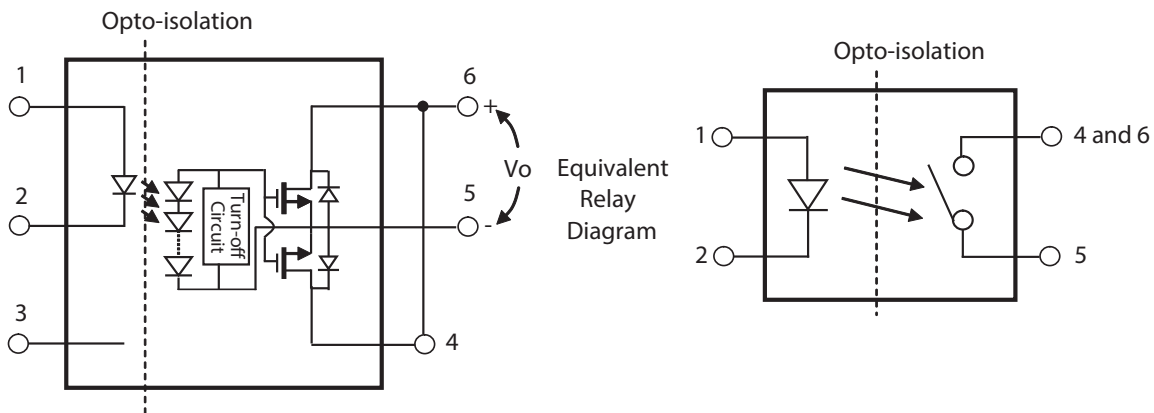 Opto-isolation
1
2
3
Turn-off
Circuit
6
+
Vo
5
-
4
Equivalent
Relay
Diagram
Opto-isolation
1
2
4 and 6
5